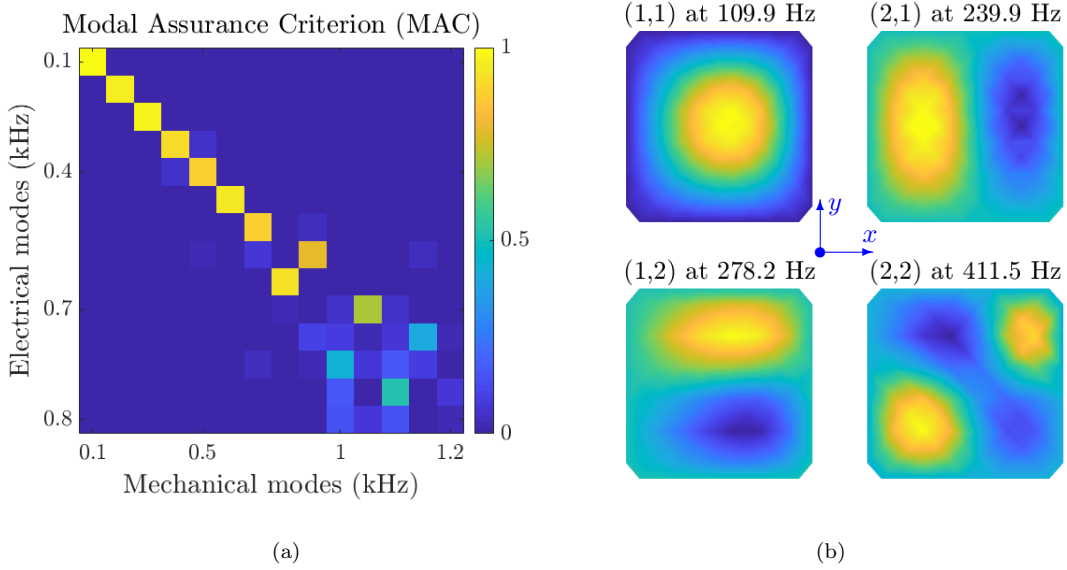 Modal Assurance Criterion (MAC)
Electrical modes (kHz)
0.1
0.4
0.7
0.8
0.1 0.5 1 1.2
Mechanical modes (kHz)
1
0.5
0
(a)
(1,1) at 109.9 Hz (2,1) at 239.9 Hz
y
x
(1,2) at 278.2 Hz (2,2) at 411.5 Hz
(b)